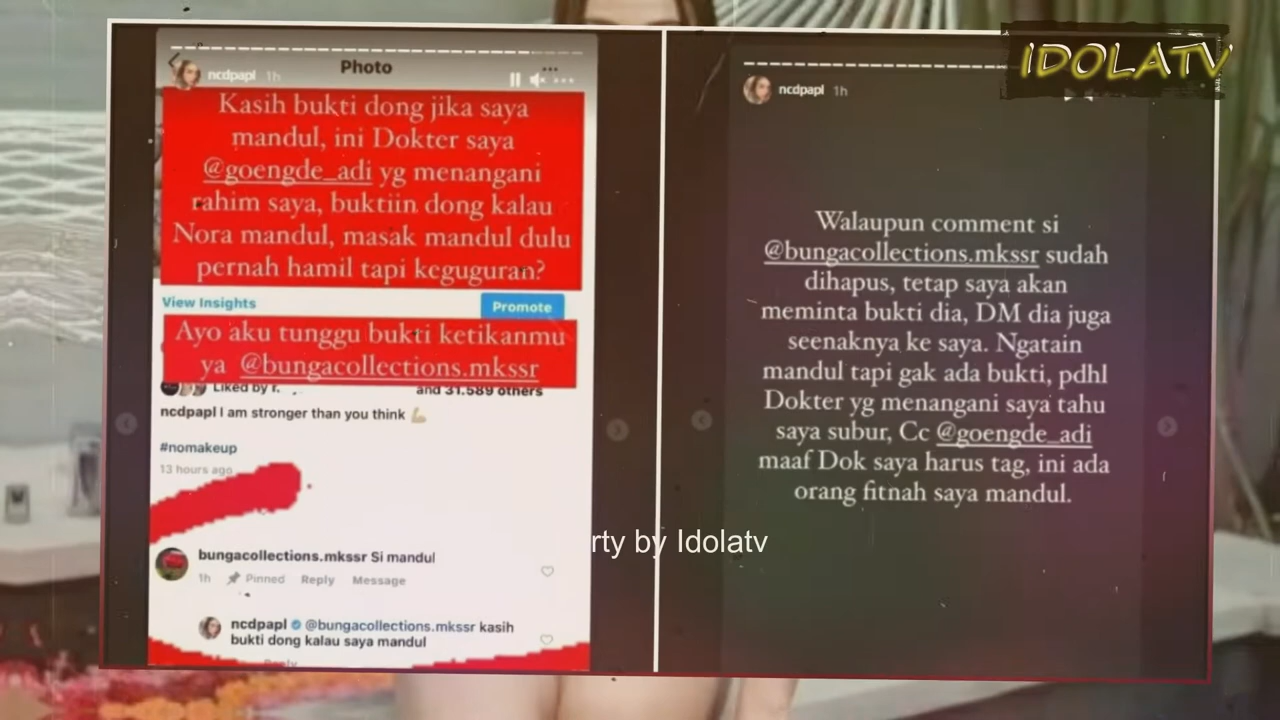 IDOLATV
Photo
ncdpapl 1h
Kasih bukti dong jika saya
mandul, ini Dokter saya
@goengde_adi yg menangani
rahim saya, buktiin dong kalau
Nora mandul, masak mandul dulu
pernah hamil tapi keguguran?
View Insights
Promote
Ayo aku tunggu bukti ketikanmu
ya @bungacollections.mkssr
Liked by r. and 31.589 others
ncdpapl I am stronger than you think
#nomakeup
13 hours ago
bungacollections.mkssr Si mandul
1h Pinned Reply Message
ncdpapl @bungacollections.mkssr kasih
bukti dong kalau saya mandul
Reply
ncdpapl 1h
Walaupun comment si
@bungacollections.mkssr sudah
dihapus, tetap saya akan
meminta bukti dia, DM dia juga
seenaknya ke saya. Ngatain
mandul tapi gak ada bukti, pdhl
Dokter yg menangani saya tahu
saya subur, Cc @goengde_adi
maaf Dok saya harus tag, ini ada
orang fitnah saya mandul.
rty by Idolatv